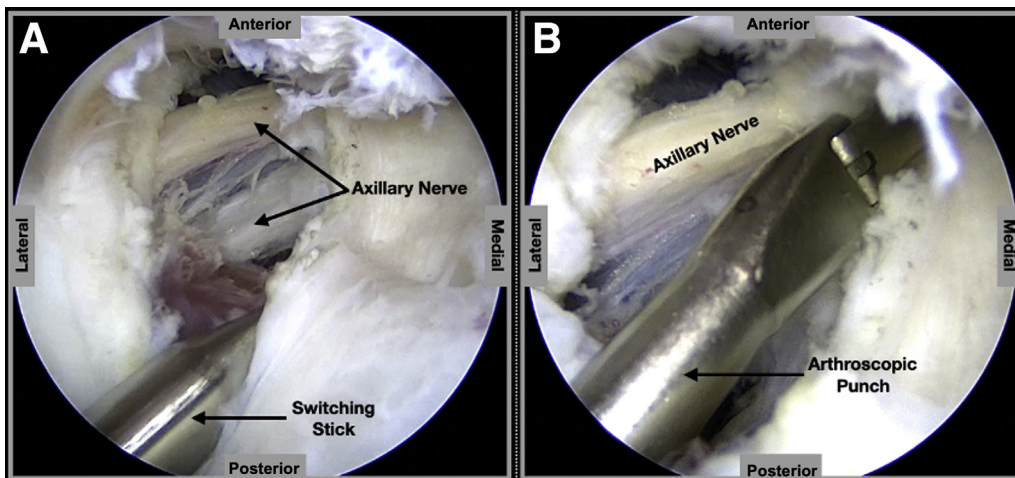 A
Anterior
Axillary Nerve
Lateral
Medial
Switching
Stick
Posterior
B
Anterior
Axillary Nerve
Lateral
Medial
Arthroscopic
Punch
Posterior